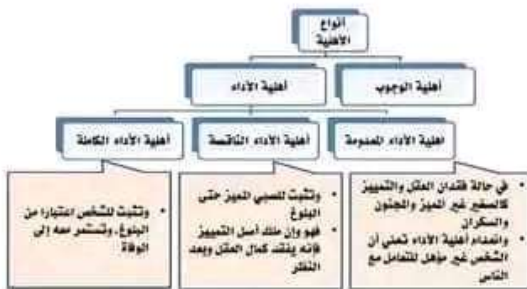 أنواع
الأهلية
أهلية الوجوب
أهلية الأداء
اهلية الأداء المعدومة
أهلية الأداء الناقصة
أهلية الأداء الكاملة
في حالة فقدان العقل والتمييز
كالصغير غير المميز والمجنون
والسكران
وانعدام أهلية الأداء تعني أن
الشخص غير مؤهل للتعامل مع
الناس
وتثبت للصبي المميز حتى
البلوغ
فهو وإن ملك أصل التمييز
فإنه ينقد كمال العقل وبعد
النظر
وتثبت للشخص اعتبارا من
البلوغ، وتستمر معه إلى
الوفاة